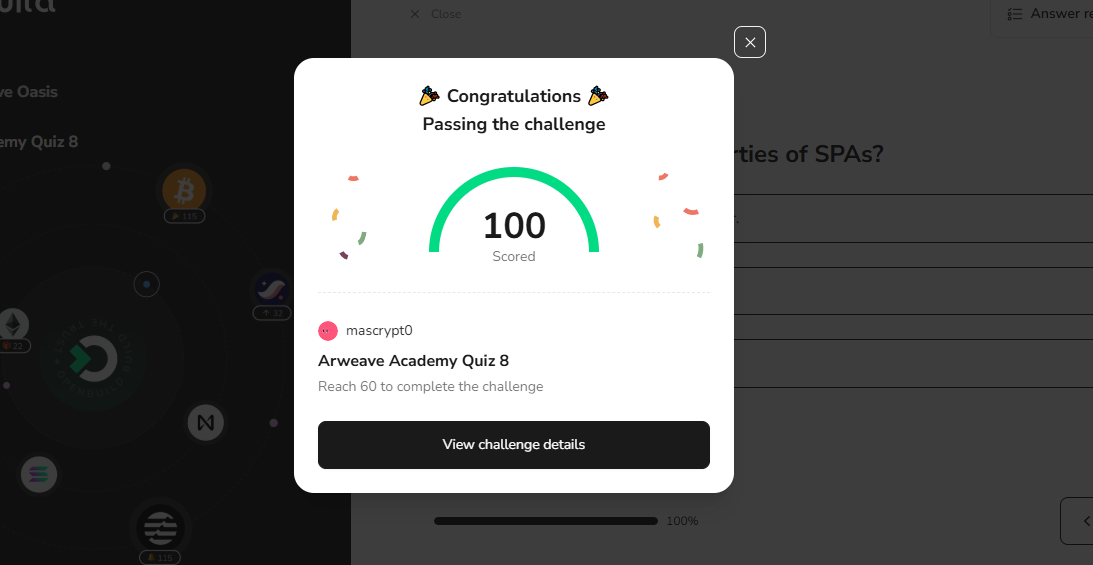 Close
Answer re
ve Oasis
emy Quiz 8
Congratulations
Passing the challenge
rties of SPAs?
115
100
Scored
32
22
OPENBUILD
mascrypt0
Arweave Academy Quiz 8
Reach 60 to complete the challenge
View challenge details
100%
115